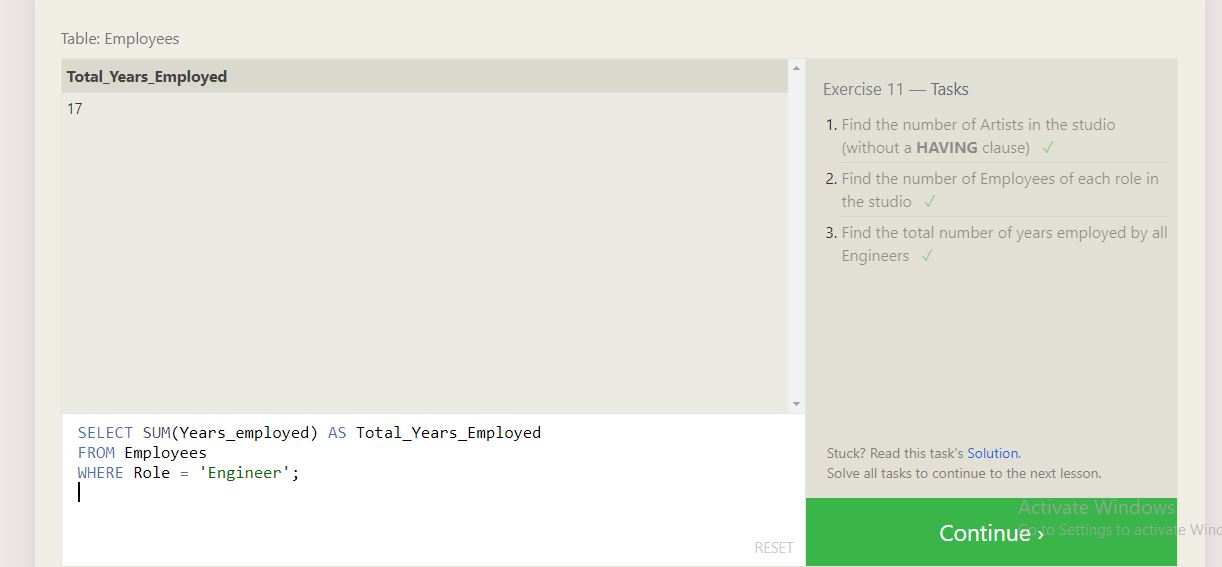 Table: Employees
Total_Years_Employed
17
Exercise 11 — Tasks
1. Find the number of Artists in the studio
(without a HAVING clause) ✓
2. Find the number of Employees of each role in
the studio ✓
3. Find the total number of years employed by all
Engineers ✓
SELECT SUM(Years_employed) AS Total_Years_Employed
FROM Employees
WHERE Role = 'Engineer';
RESET
Stuck? Read this task's Solution.
Solve all tasks to continue to the next lesson.
Continue ›
Activate Windows
Go to Settings to activate Wind